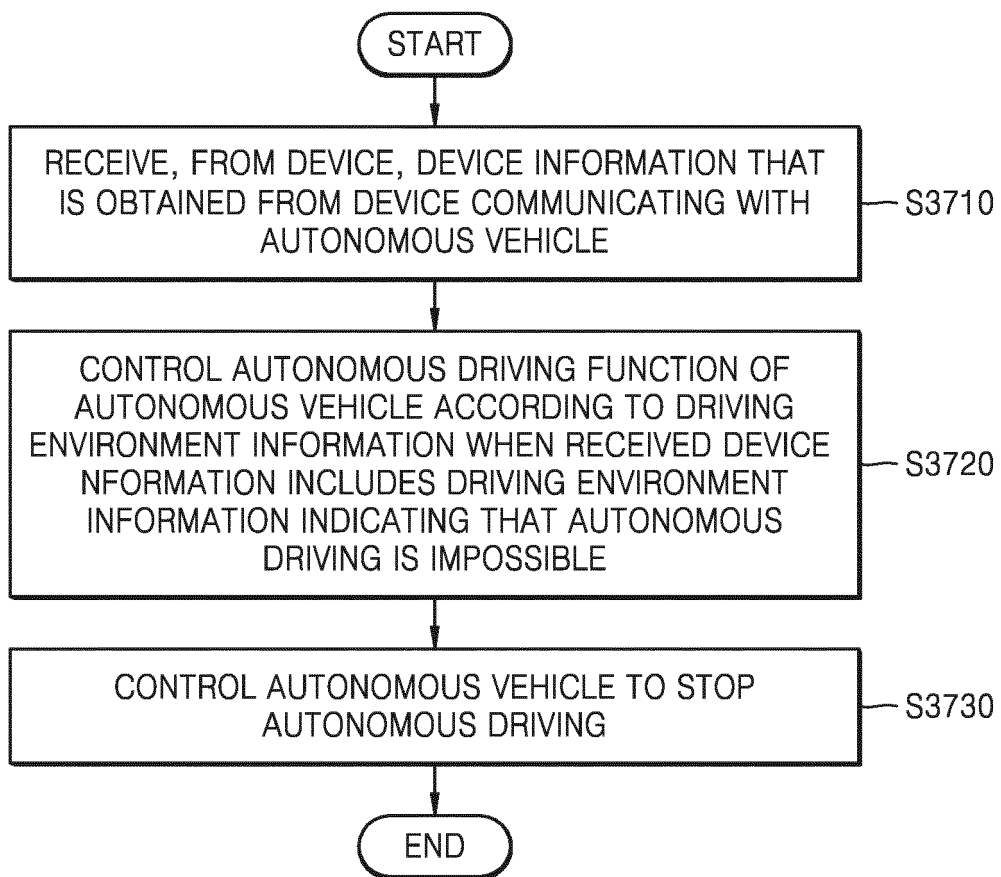 START
RECEIVE, FROM DEVICE, DEVICE INFORMATION THAT
IS OBTAINED FROM DEVICE COMMUNICATING WITH
AUTONOMOUS VEHICLE
S3710
CONTROL AUTONOMOUS DRIVING FUNCTION OF
AUTONOMOUS VEHICLE ACCORDING TO DRIVING
ENVIRONMENT INFORMATION WHEN RECEIVED DEVICE
NFORMATION INCLUDES DRIVING ENVIRONMENT
INFORMATION INDICATING THAT AUTONOMOUS
DRIVING IS IMPOSSIBLE
S3720
CONTROL AUTONOMOUS VEHICLE TO STOP
AUTONOMOUS DRIVING
S3730
END